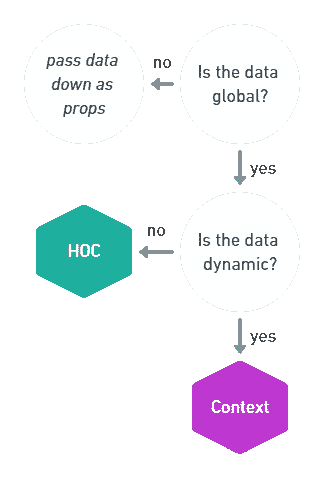 pass data
down as
props
no
Is the data
global?
yes
HOC
no
Is the data
dynamic?
yes
Context